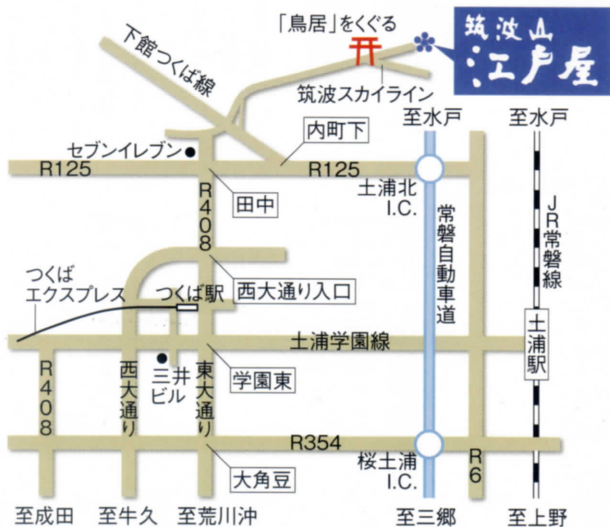 「鳥居」をくぐる
筑波山
江戸屋
下館つくば線
筑波スカイライン
内町下
至水戸
至水戸
セブンイレブン
R125
R125
土浦北
I.C.
田中
R408
常磐自動車道
JR常磐線
西大通り入口
つくば
エクスプレス
つくば駅
土浦学園線
土浦駅
R408
西大通り
三井
ビル
東大通り
学園東
R354
大角豆
桜土浦
I.C.
R6
至成田
至牛久
至荒川沖
至三郷
至上野